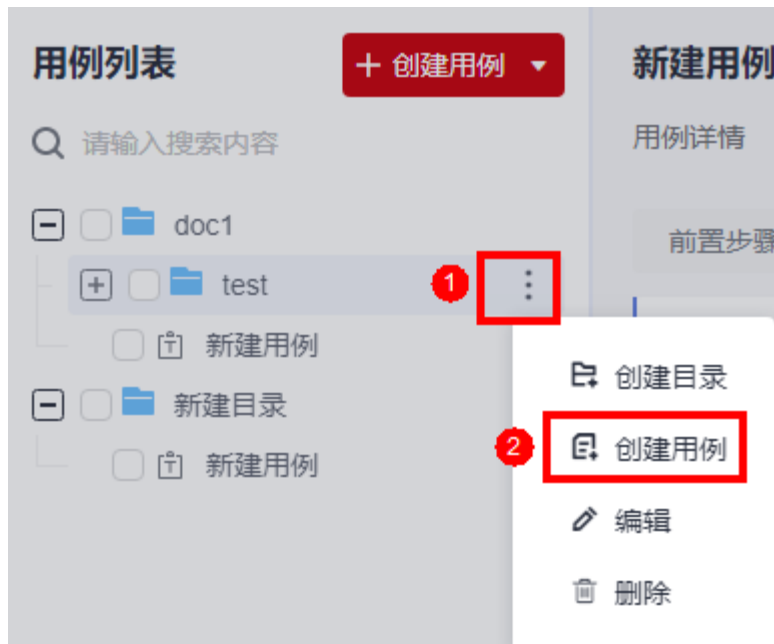 用例列表
+ 创建用例
新建用例
请输入搜索内容
用例详情
doc1
前置步骤
test
1
新建用例
创建目录
新建目录
2
创建用例
新建用例
编辑
删除